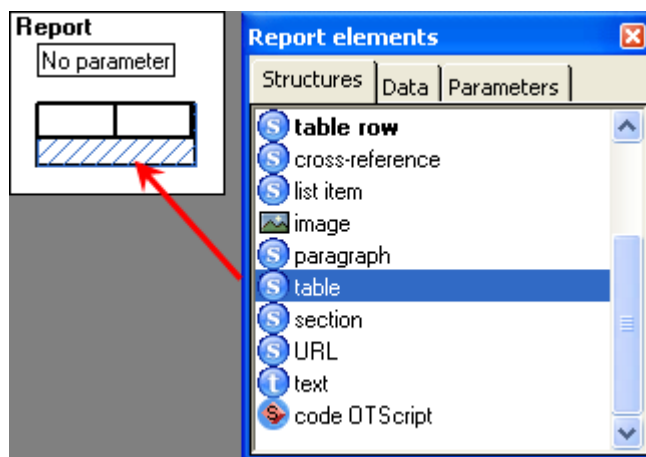 Report
No parameter
Report elements
Structures Data Parameters
table row
cross-reference
list item
image
paragraph
table
section
URL
text
code OTScript